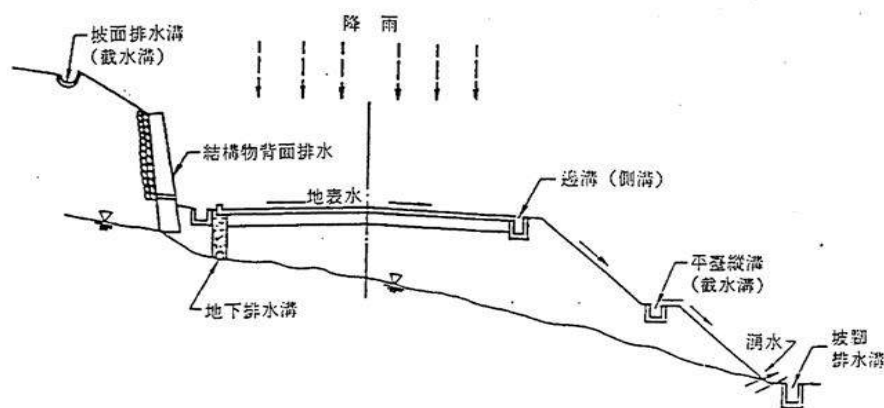 降 雨
坡面排水溝
(截水溝)
結構物背面排水
地表水
邊溝(側溝)
地下排水溝
平臺縱溝
(截水溝)
湧水
坡腳
排水溝